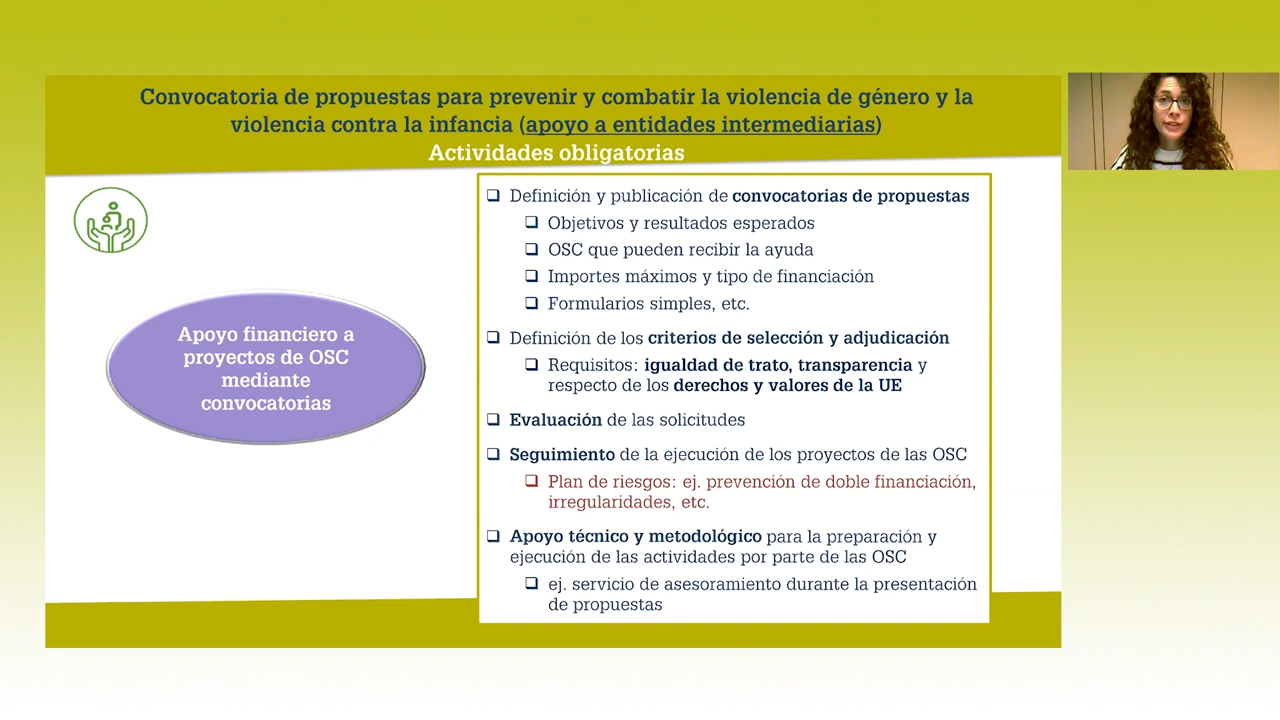 Convocatoria de propuestas para prevenir y combatir la violencia de género y la
violencia contra la infancia (apoyo a entidades intermediarias)
Actividades obligatorias
Apoyo financiero a
proyectos de OSC
mediante
convocatorias
Definición y publicación de convocatorias de propuestas
Objetivos y resultados esperados
OSC que pueden recibir la ayuda
Importes máximos y tipo de financiación
Formularios simples, etc.
Definición de los criterios de selección y adjudicación
Requisitos: igualdad de trato, transparencia y
respecto de los derechos y valores de la UE
Evaluación de las solicitudes
Seguimiento de la ejecución de los proyectos de las OSC
Plan de riesgos: ej. prevención de doble financiación,
irregularidades, etc.
Apoyo técnico y metodológico para la preparación y
ejecución de las actividades por parte de las OSC
ej. servicio de asesoramiento durante la presentación
de propuestas